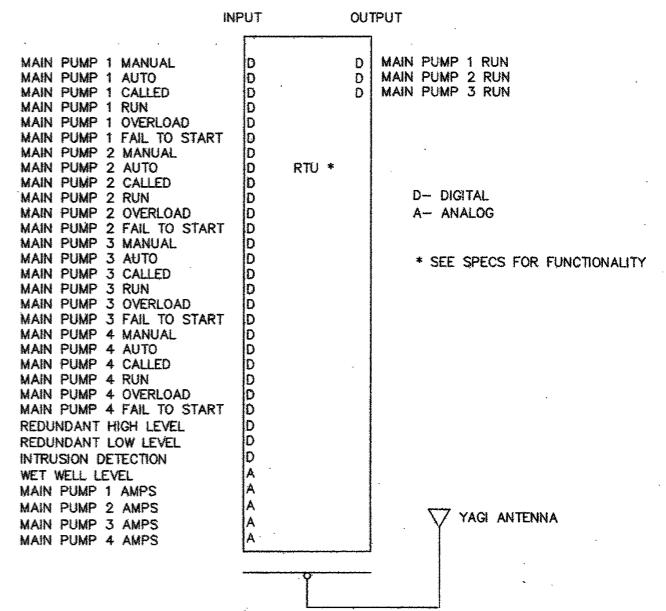 INPUT OUTPUT
MAIN PUMP 1 MANUAL D D MAIN PUMP 1 RUN
MAIN PUMP 1 AUTO D D MAIN PUMP 2 RUN
MAIN PUMP 1 CALLED D D MAIN PUMP 3 RUN
MAIN PUMP 1 RUN D
MAIN PUMP 1 OVERLOAD D
MAIN PUMP 1 FAIL TO START D
MAIN PUMP 2 MANUAL D
MAIN PUMP 2 AUTO D RTU *
MAIN PUMP 2 CALLED D
MAIN PUMP 2 RUN D D- DIGITAL
MAIN PUMP 2 OVERLOAD D A- ANALOG
MAIN PUMP 2 FAIL TO START D
MAIN PUMP 3 MANUAL D
MAIN PUMP 3 AUTO D * SEE SPECS FOR FUNCTIONALITY
MAIN PUMP 3 CALLED D
MAIN PUMP 3 RUN D
MAIN PUMP 3 OVERLOAD D
MAIN PUMP 3 FAIL TO START D
MAIN PUMP 4 MANUAL D
MAIN PUMP 4 AUTO D
MAIN PUMP 4 CALLED D
MAIN PUMP 4 RUN D
MAIN PUMP 4 OVERLOAD D
MAIN PUMP 4 FAIL TO START D
REDUNDANT HIGH LEVEL D
REDUNDANT LOW LEVEL D
INTRUSION DETECTION D
WET WELL LEVEL A
MAIN PUMP 1 AMPS A
MAIN PUMP 2 AMPS A
MAIN PUMP 3 AMPS A
MAIN PUMP 4 AMPS A
YAGI ANTENNA